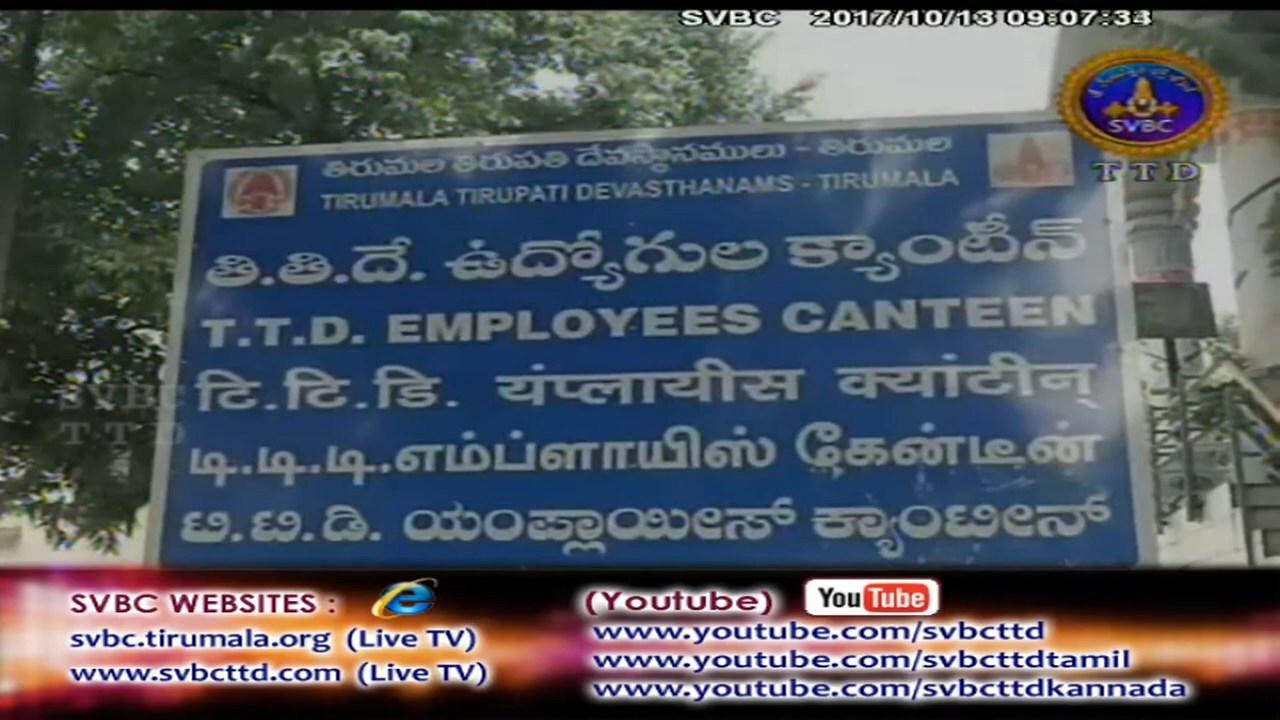 SVBC 2017/10/13 09:07:34
SVBC
T T D
తిరుమల తిరుపతి దేవస్థానములు - తిరుమల
TIRUMALA TIRUPATI DEVASTHANAMS - TIRUMALA
తి.తి.దే. ఉద్యోగుల క్యాంటీన్
T.T.D. EMPLOYEES CANTEEN
टि.टि.डि. यंप्लायीस क्यांटीन्
டி.டி.டி.எம்ப்ளாயிஸ் கேன்டீன்
ಟಿ.ಟಿ.ಡಿ. ಯಂಪ್ಲಾಯೀಸ್ ಕ್ಯಾಂಟೀನ್
SVBC
T T D
SVBC WEBSITES :
svbc.tirumala.org (Live TV)
www.svbcttd.com (Live TV)
(Youtube) YouTube
www.youtube.com/svbcttd
www.youtube.com/svbcttdtamil
www.youtube.com/svbcttdkannada